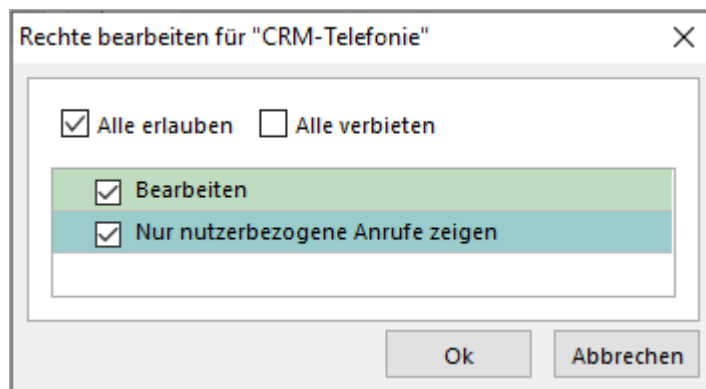 Rechte bearbeiten für "CRM-Telefonie"
Alle erlauben Alle verbieten
Bearbeiten
Nur nutzerbezogene Anrufe zeigen
Ok Abbrechen